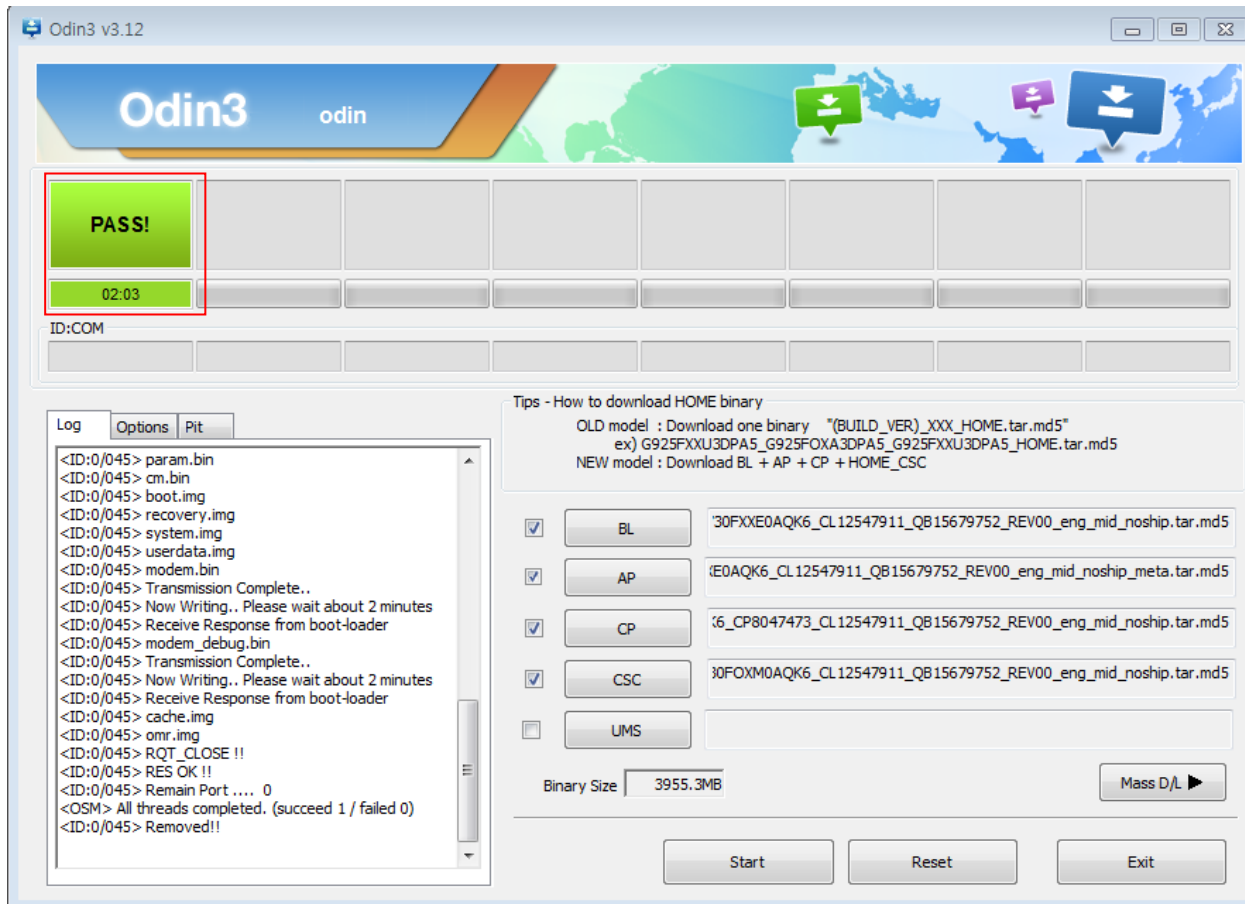 Odin3 v3.12
Odin3 odin
PASS!
02:03
ID:COM
Log Options Pit
<ID:0/045> param.bin
<ID:0/045> cm.bin
<ID:0/045> boot.img
<ID:0/045> recovery.img
<ID:0/045> system.img
<ID:0/045> userdata.img
<ID:0/045> modem.bin
<ID:0/045> Transmission Complete..
<ID:0/045> Now Writing.. Please wait about 2 minutes
<ID:0/045> Receive Response from boot-loader
<ID:0/045> modem_debug.bin
<ID:0/045> Transmission Complete..
<ID:0/045> Now Writing.. Please wait about 2 minutes
<ID:0/045> Receive Response from boot-loader
<ID:0/045> cache.img
<ID:0/045> omr.img
<ID:0/045> RQT_CLOSE !!
<ID:0/045> RES OK !!
<ID:0/045> Remain Port .... 0
<OSM> All threads completed. (succeed 1 / failed 0)
<ID:0/045> Removed!!
Tips - How to download HOME binary
OLD model : Download one binary "(BUILD_VER)_XXX_HOME.tar.md5"
ex) G925FXXU3DPA5_G925FOXA3DPA5_G925FXXU3DPA5_HOME.tar.md5
NEW model : Download BL + AP + CP + HOME_CSC
BL 30FXXE0AQK6_CL12547911_QB15679752_REV00_eng_mid_noship.tar.md5
AP E0AQK6_CL12547911_QB15679752_REV00_eng_mid_noship_meta.tar.md5
CP 6_CP8047473_CL12547911_QB15679752_REV00_eng_mid_noship.tar.md5
CSC 30FOXM0AQK6_CL12547911_QB15679752_REV00_eng_mid_noship.tar.md5
UMS
Binary Size 3955.3MB
Mass D/L
Start Reset Exit